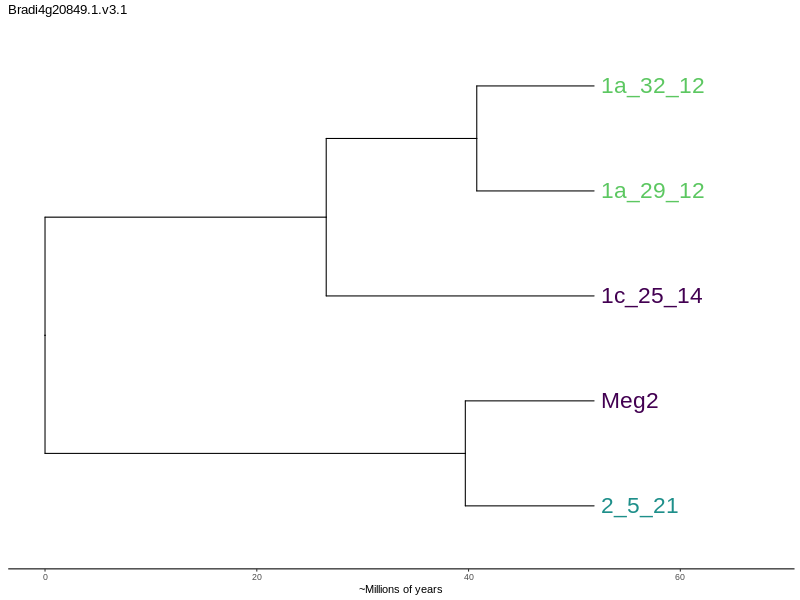 Bradi4g20849.1.v3.1
1a_32_12
1a_29_12
1c_25_14
Meg2
2_5_21
0 20 40 60
~Millions of years